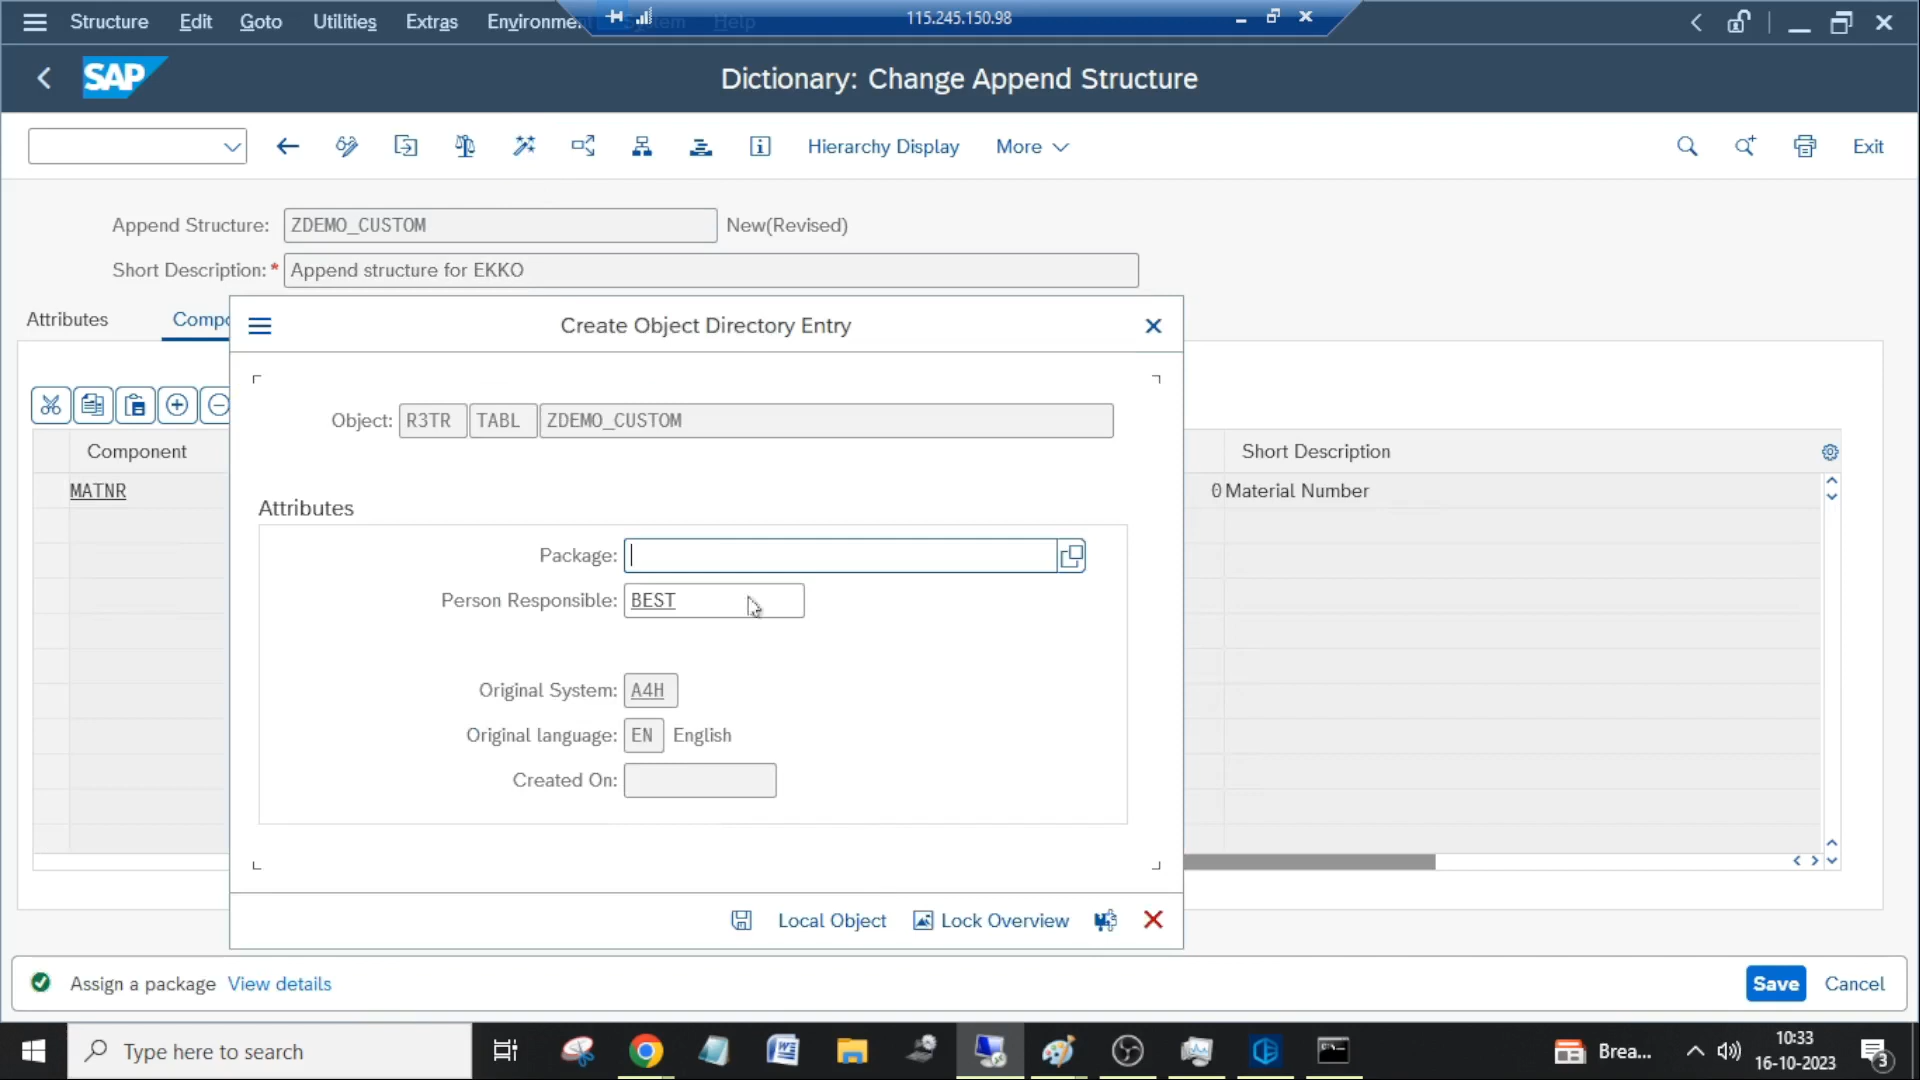 Structure Edit Goto Utilities Extras Environme stem Help 115.245.150.98
SAP Dictionary: Change Append Structure
Hierarchy Display More Exit
Append Structure: ZDEMO_CUSTOM New(Revised)
Short Description: * Append structure for EKKO
Attributes Compo
Create Object Directory Entry
Object: R3TR TABL ZDEMO_CUSTOM
Component Short Description
MATNR 0 Material Number
Attributes
Package:
Person Responsible: BEST
Original System: A4H
Original language: EN English
Created On:
Local Object Lock Overview
Assign a package View details Save Cancel
Type here to search Brea... 10:33
16-10-2023 3